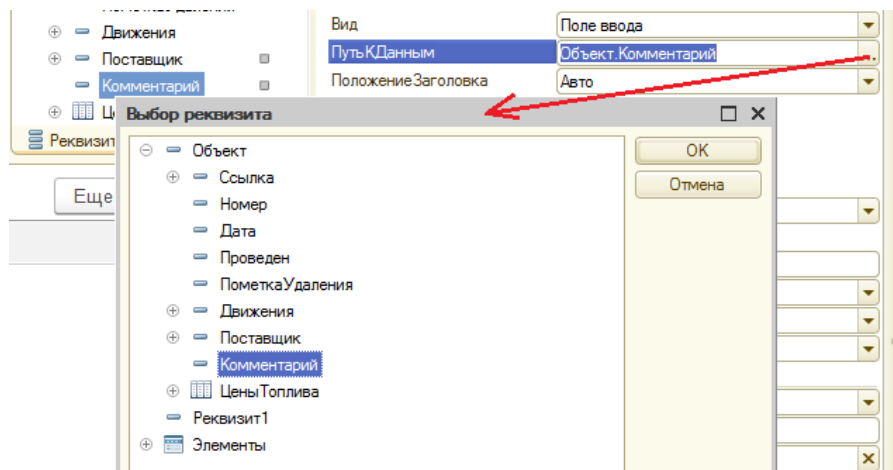 Движения
Поставщик
Комментарий
Реквизит
Еще
Вид
Поле ввода
ПутьКДанным
Объект.Комментарий
ПоложениеЗаголовка
Авто
Выбор реквизита
Объект
Ссылка
Номер
Дата
Проведен
ПометкаУдаления
Движения
Поставщик
Комментарий
ЦеныТоплива
Реквизит1
Элементы
OK
Отмена